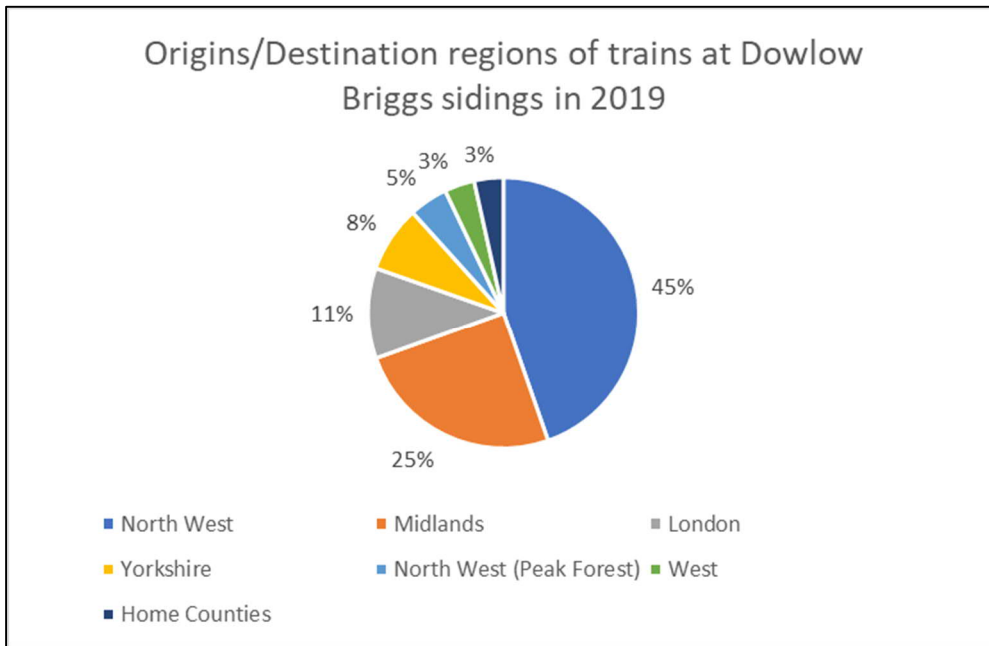 Origins/Destination regions of trains at Dowlow
Briggs sidings in 2019
3%
3%
5%
8%
45%
11%
25%
North West
Midlands
London
Yorkshire
North West (Peak Forest)
West
Home Counties